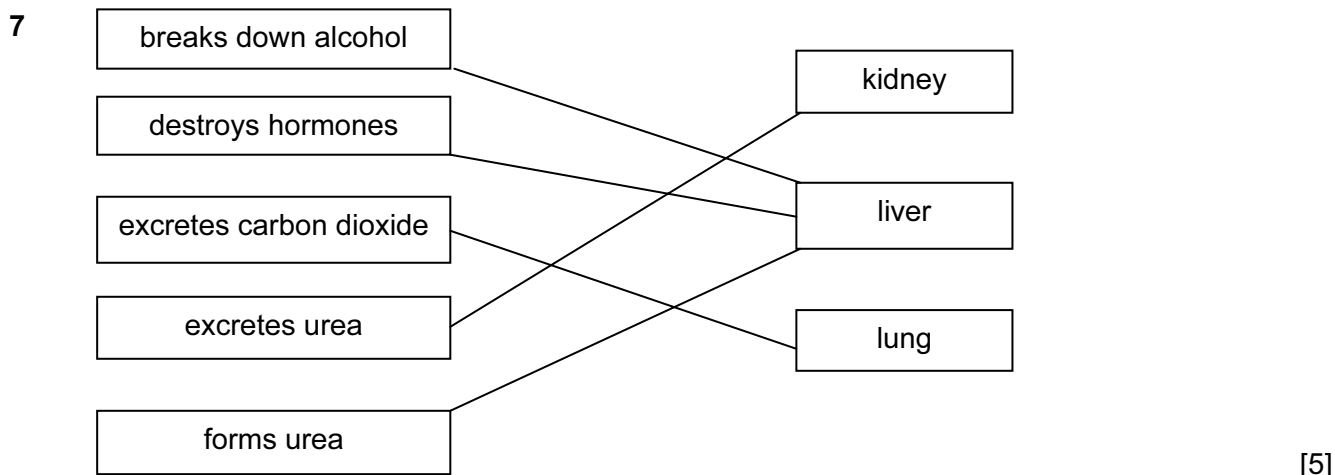 7
breaks down alcohol
kidney
destroys hormones
liver
excretes carbon dioxide
excretes urea
lung
forms urea
[5]